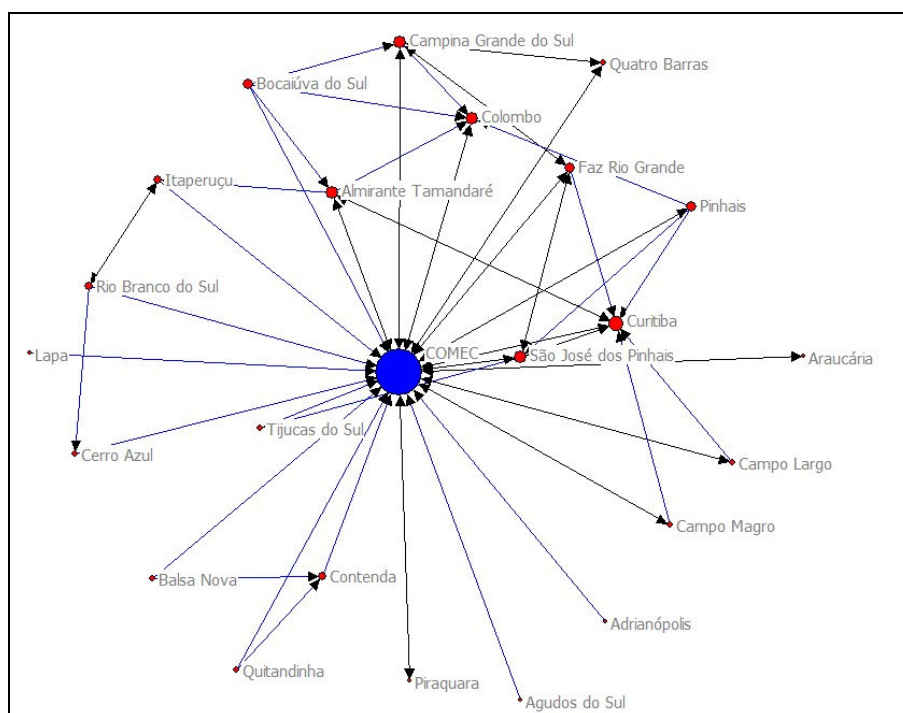 Campina Grande do Sul
Quatro Barras
Bocaiúva do Sul
Colombo
Faz Rio Grande
Itaperuçu
Almirante Tamandaré
Pinhais
Rio Branco do Sul
Curitiba
Lapa
COMEC
São José dos Pinhais
Araucária
Tijucas do Sul
Cerro Azul
Campo Largo
Campo Magro
Balsa Nova
Contenda
Adrianópolis
Quitandinha
Piraquara
Agudos do Sul